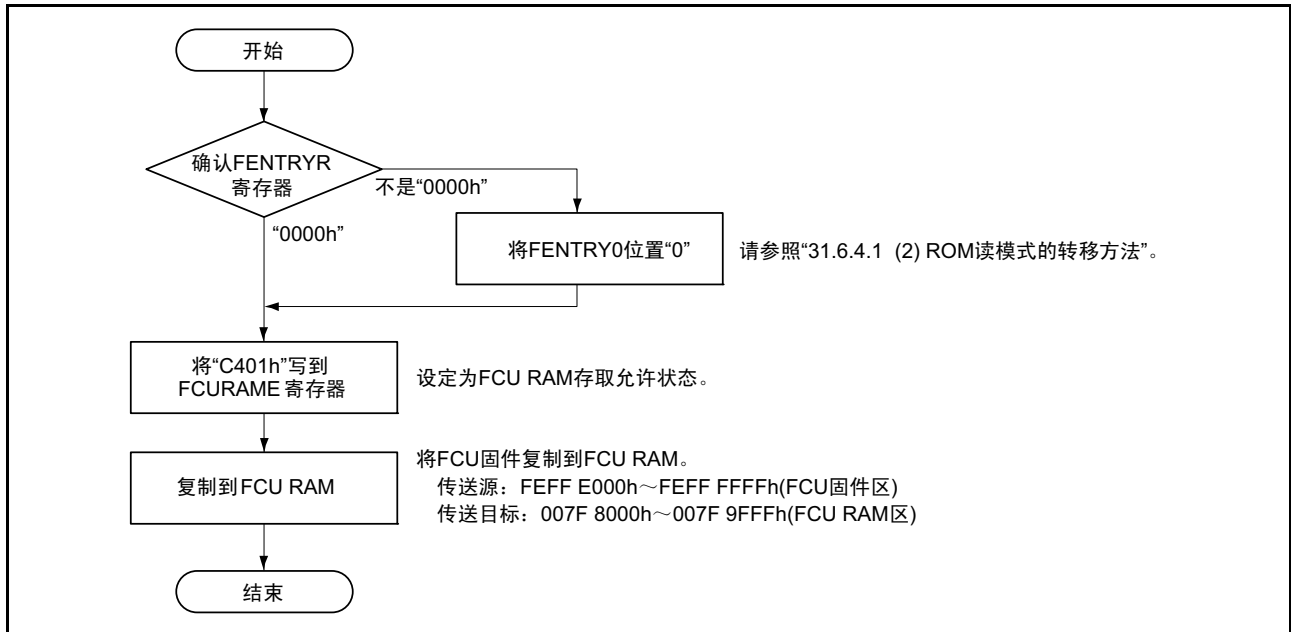 开始
确认FENTRYR
寄存器
不是“0000h”
“0000h”
将FENTRY0位置“0”
请参照“31.6.4.1 (2) ROM读模式的转移方法”。
将“C401h”写到
FCURAME 寄存器
设定为FCU RAM存取允许状态。
复制到FCU RAM
将FCU固件复制到FCU RAM。
传送源：FEFF E000h～FEFF FFFFh(FCU固件区)
传送目标：007F 8000h～007F 9FFFh(FCU RAM区)
结束